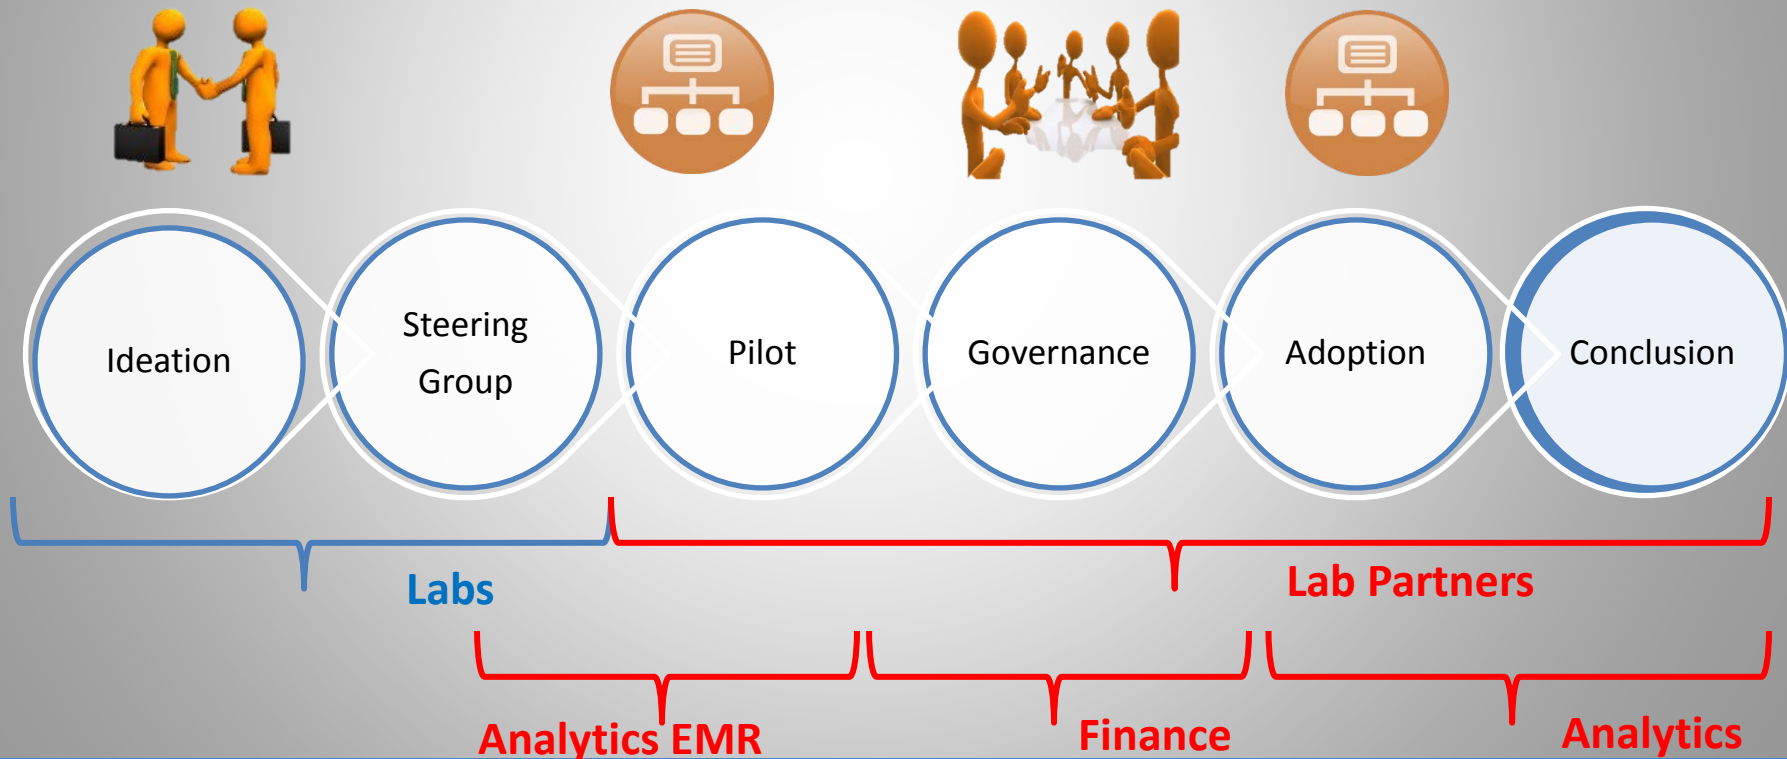 Ideation
Steering
Group
Pilot
Governance
Adoption
Conclusion
Labs
Lab Partners
Analytics EMR
Finance
Analytics